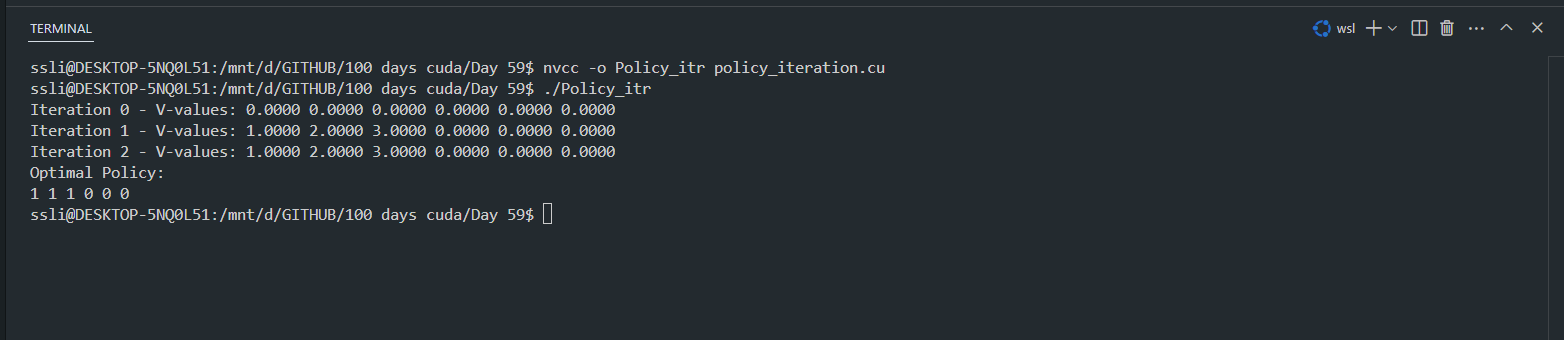 TERMINAL
wsl
ssli@DESKTOP-5NQ0L51:/mnt/d/GITHUB/100 days cuda/Day 59$ nvcc -o Policy_itr policy_iteration.cu
ssli@DESKTOP-5NQ0L51:/mnt/d/GITHUB/100 days cuda/Day 59$ ./Policy_itr
Iteration 0 - V-values: 0.0000 0.0000 0.0000 0.0000 0.0000 0.0000
Iteration 1 - V-values: 1.0000 2.0000 3.0000 0.0000 0.0000 0.0000
Iteration 2 - V-values: 1.0000 2.0000 3.0000 0.0000 0.0000 0.0000
Optimal Policy:
1 1 1 0 0 0
ssli@DESKTOP-5NQ0L51:/mnt/d/GITHUB/100 days cuda/Day 59$